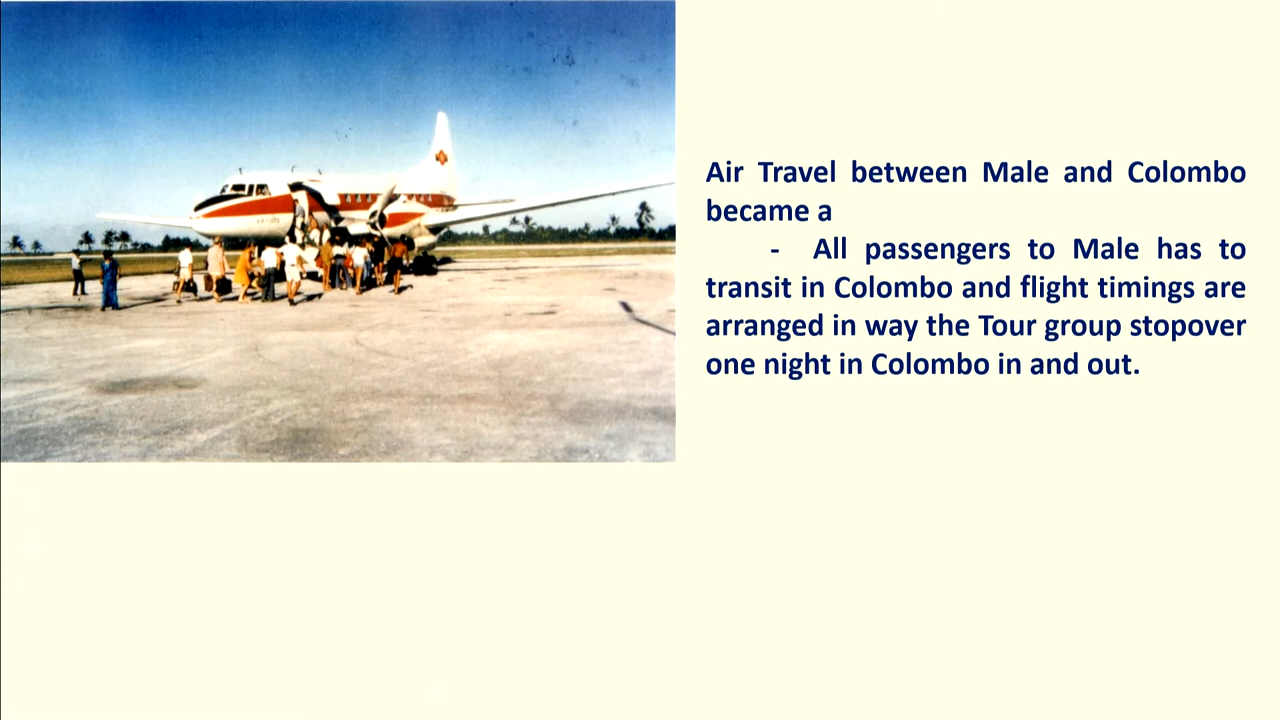 Air Travel between Male and Colombo
became a
- All passengers to Male has to
transit in Colombo and flight timings are
arranged in way the Tour group stopover
one night in Colombo in and out.